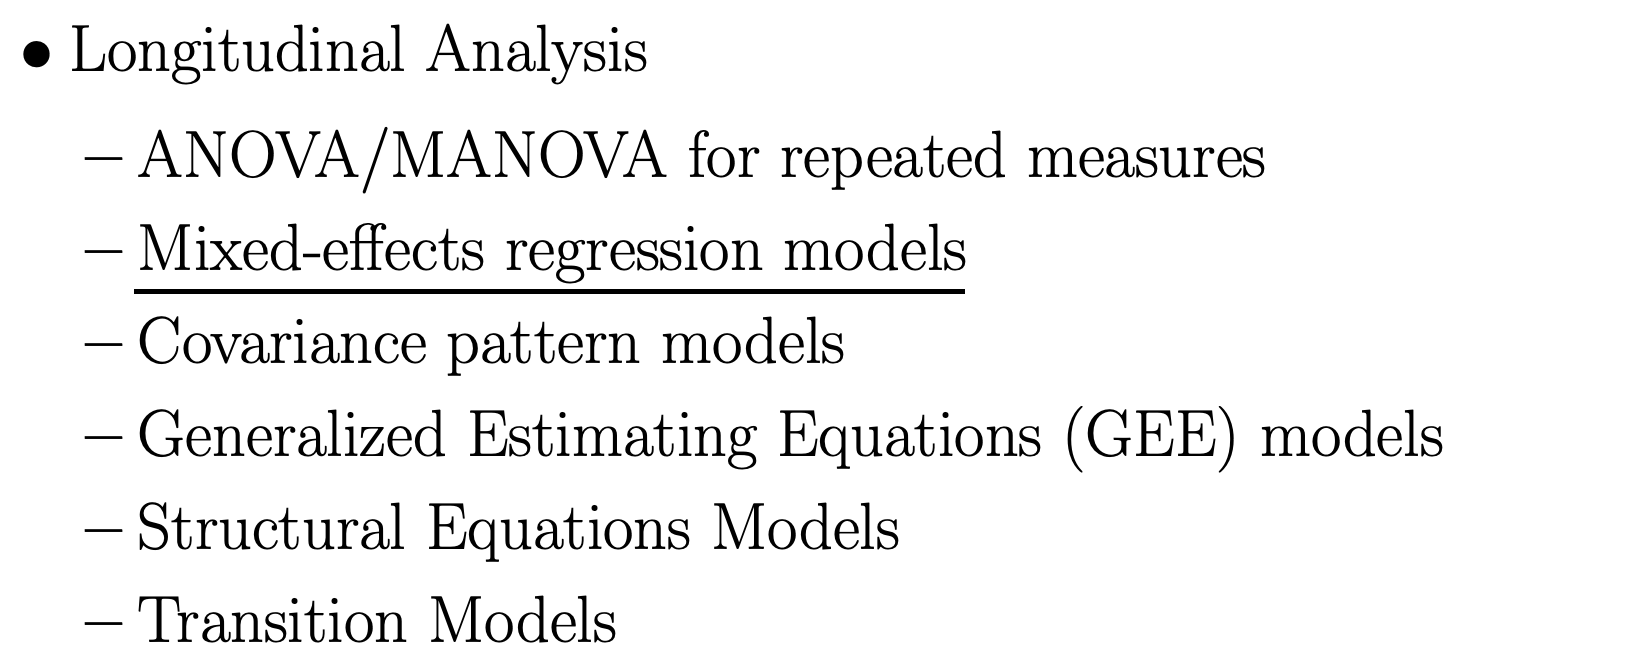 • Longitudinal Analysis
– ANOVA/MANOVA for repeated measures
– Mixed-effects regression models
– Covariance pattern models
– Generalized Estimating Equations (GEE) models
– Structural Equations Models
– Transition Models